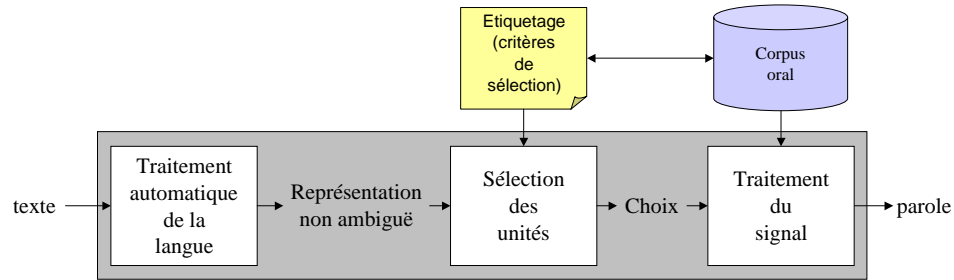 Etiquetage
(critères
de
sélection)
Corpus
oral
texte
Traitement
automatique
de la
langue
Représentation
non ambiguë
Sélection
des
unités
Choix
Traitement
du
signal
parole